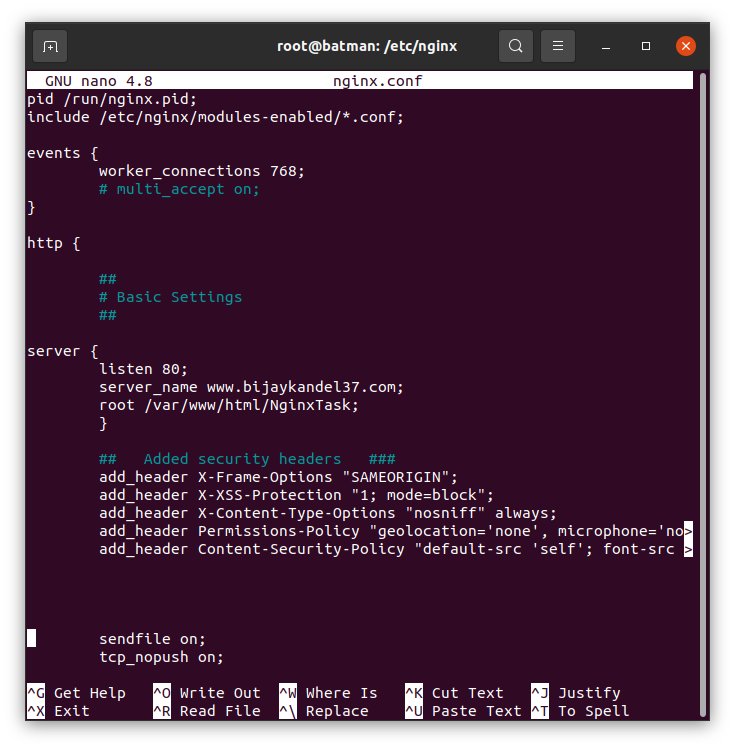 root@batman: /etc/nginx
GNU nano 4.8 nginx.conf
pid /run/nginx.pid;
include /etc/nginx/modules-enabled/*.conf;
events {
worker_connections 768;
# multi_accept on;
}
http {
##
# Basic Settings
##
server {
listen 80;
server_name www.bijaykandel37.com;
root /var/www/html/NginxTask;
}
## Added security headers ###
add_header X-Frame-Options "SAMEORIGIN";
add_header X-XSS-Protection "1; mode=block";
add_header X-Content-Type-Options "nosniff" always;
add_header Permissions-Policy "geolocation='none', microphone='no>
add_header Content-Security-Policy "default-src 'self'; font-src >
sendfile on;
tcp_nopush on;
^G Get Help ^O Write Out ^W Where Is ^K Cut Text ^J Justify
^X Exit ^R Read File ^\ Replace ^U Paste Text ^T To Spell